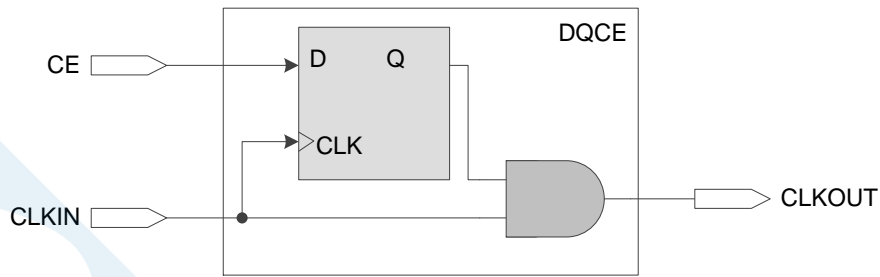 DQCE
CE
D Q
CLK
CLKIN
CLKOUT